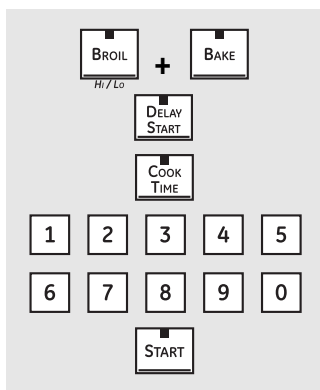 BROIL + BAKE
HI / LO
DELAY
START
COOK
TIME
1 2 3 4 5
6 7 8 9 0
START